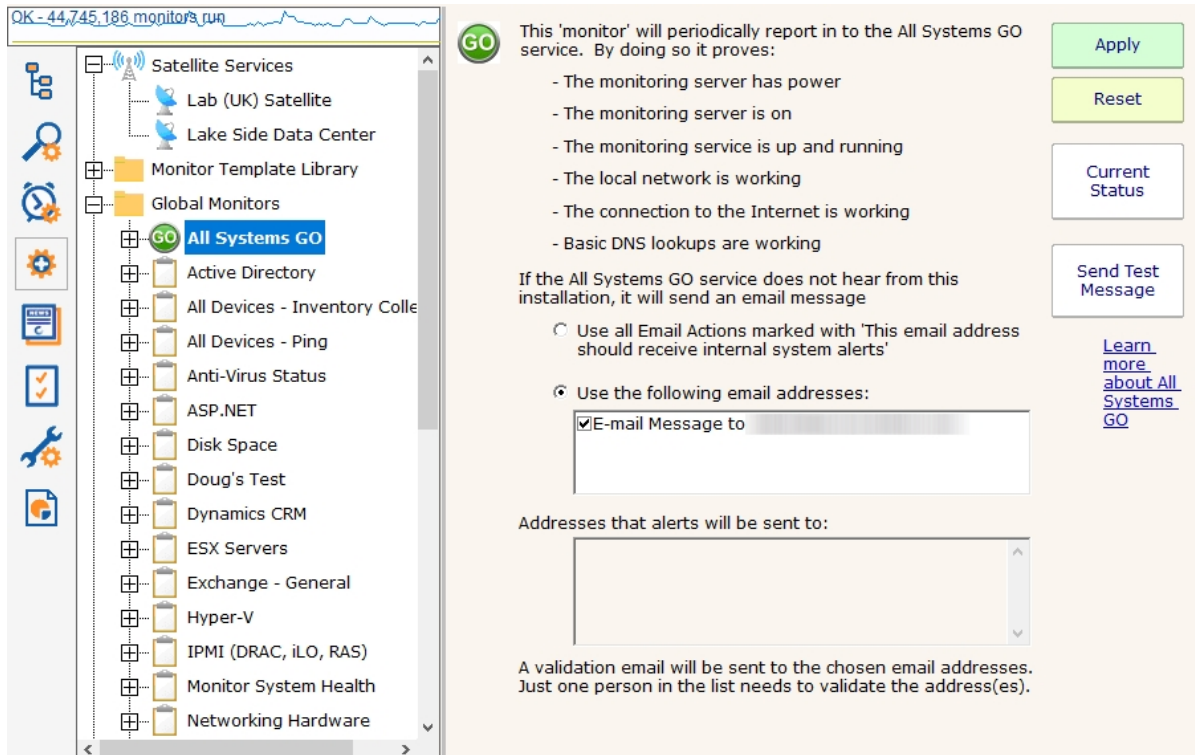 OK - 44,745,186 monitors run
Satellite Services
Lab (UK) Satellite
Lake Side Data Center
Monitor Template Library
Global Monitors
GO All Systems GO
Active Directory
All Devices - Inventory Colle
All Devices - Ping
Anti-Virus Status
ASP.NET
Disk Space
Doug's Test
Dynamics CRM
ESX Servers
Exchange - General
Hyper-V
IPMI (DRAC, iLO, RAS)
Monitor System Health
Networking Hardware
NEWS
GO
This 'monitor' will periodically report in to the All Systems GO
service. By doing so it proves:
- The monitoring server has power
- The monitoring server is on
- The monitoring service is up and running
- The local network is working
- The connection to the Internet is working
- Basic DNS lookups are working
If the All Systems GO service does not hear from this
installation, it will send an email message
Use all Email Actions marked with 'This email address
should receive internal system alerts'
Use the following email addresses:
E-mail Message to
Addresses that alerts will be sent to:
A validation email will be sent to the chosen email addresses.
Just one person in the list needs to validate the address(es).
Apply
Reset
Current
Status
Send Test
Message
Learn
more
about All
Systems
GO